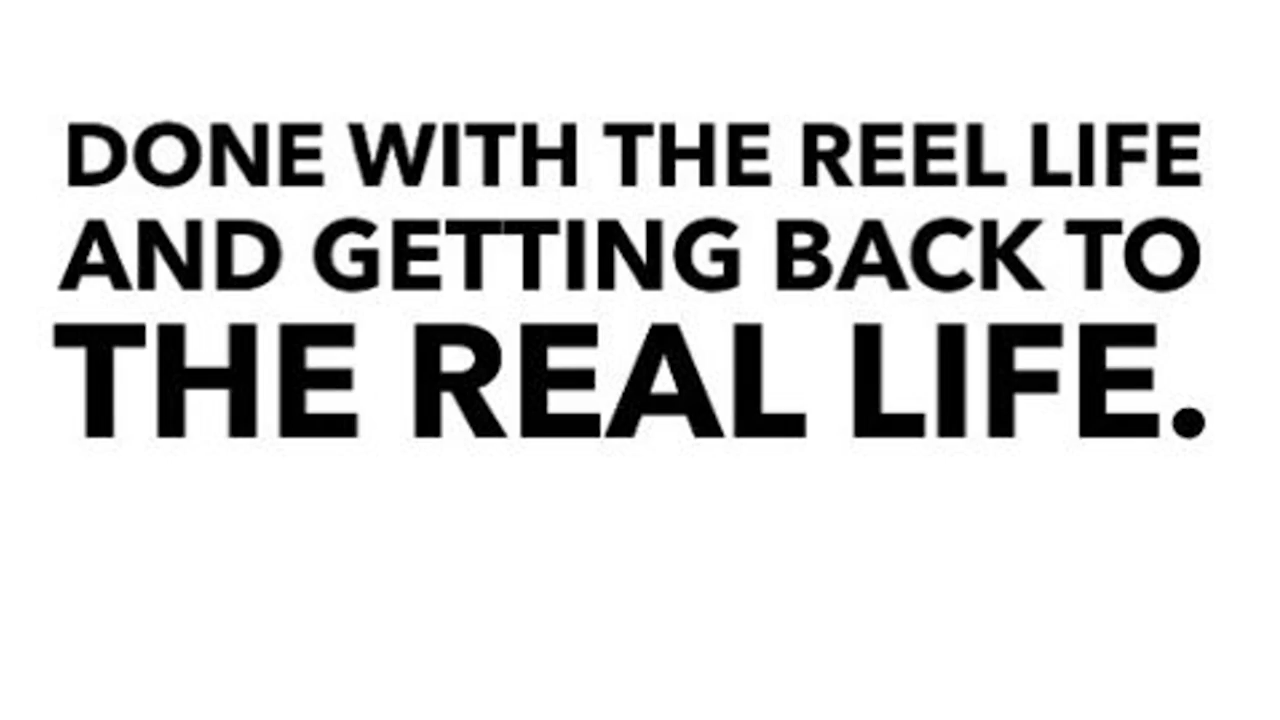 DONE WITH THE REEL LIFE
AND GETTING BACK TO
THE REAL LIFE.